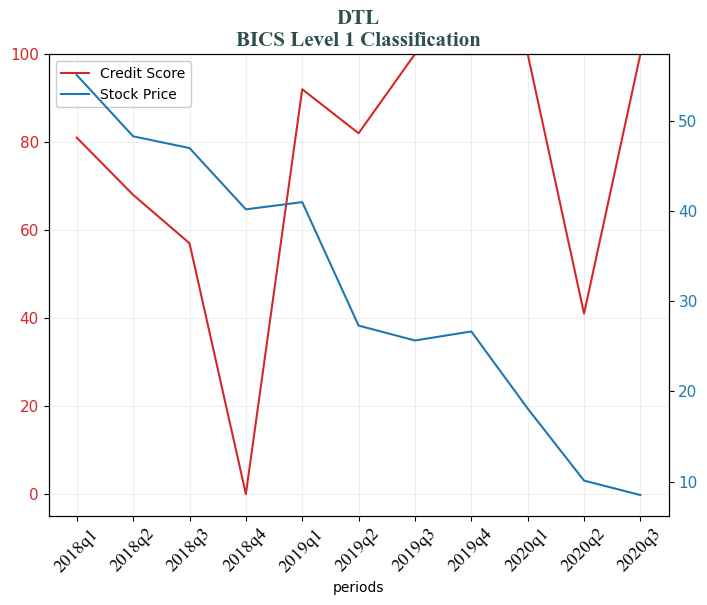 DTL
BICS Level 1 Classification
Credit Score
Stock Price
100
80
60
40
20
0
50
40
30
20
10
2018q1
2018q2
2018q3
2018q4
2019q1
2019q2
2019q3
2019q4
2020q1
2020q2
2020q3
periods